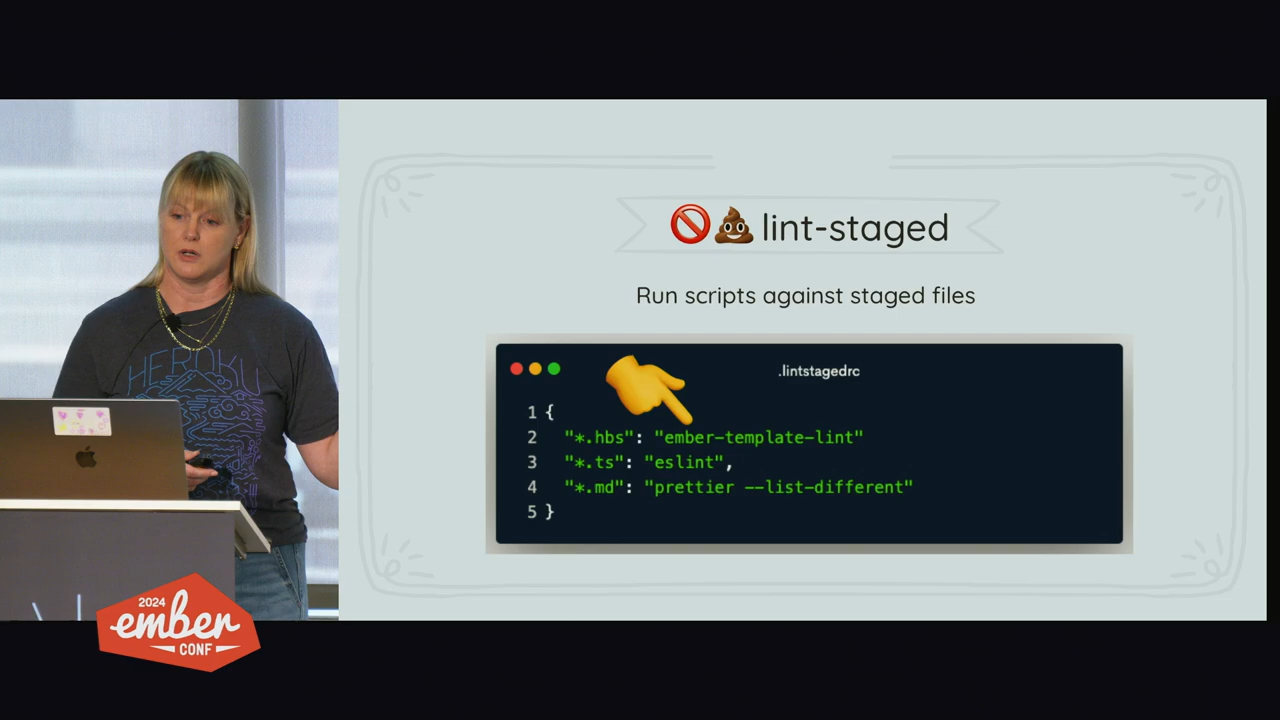 🚫💩 lint-staged
Run scripts against staged files
.lintstagedrc
1 {
2 "*.hbs": "ember-template-lint"
3 "*.ts": "eslint",
4 "*.md": "prettier --list-different"
5 }
HEROKU
2024
ember
CONF